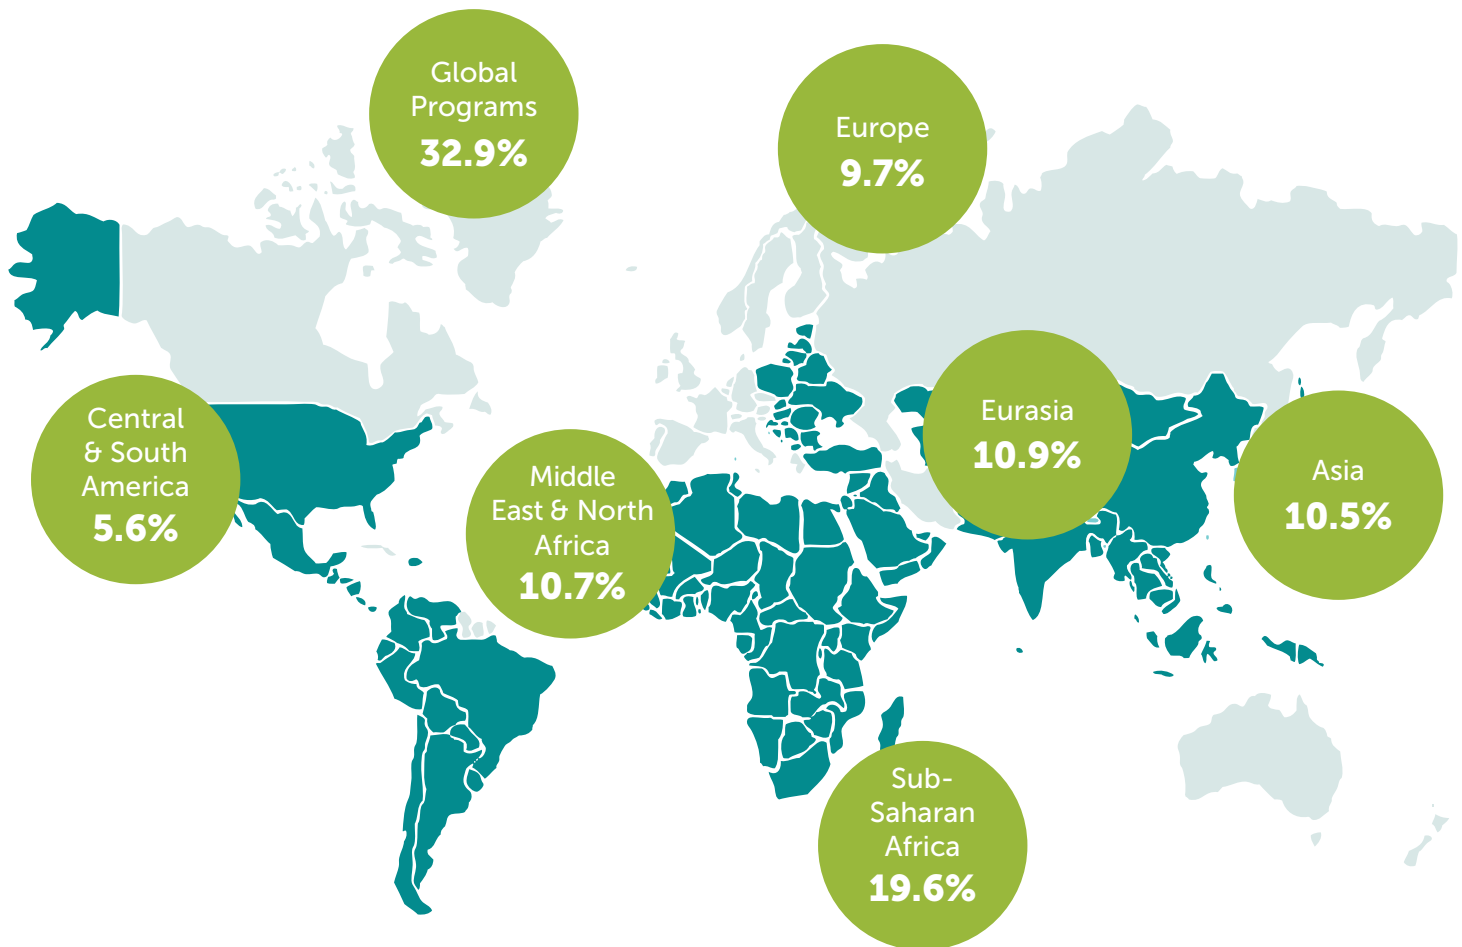 Global
Programs
32.9%
Europe
9.7%
Central
& South
America
5.6%
Middle
East & North
Africa
10.7%
Eurasia
10.9%
Asia
10.5%
Sub-
Saharan
Africa
19.6%